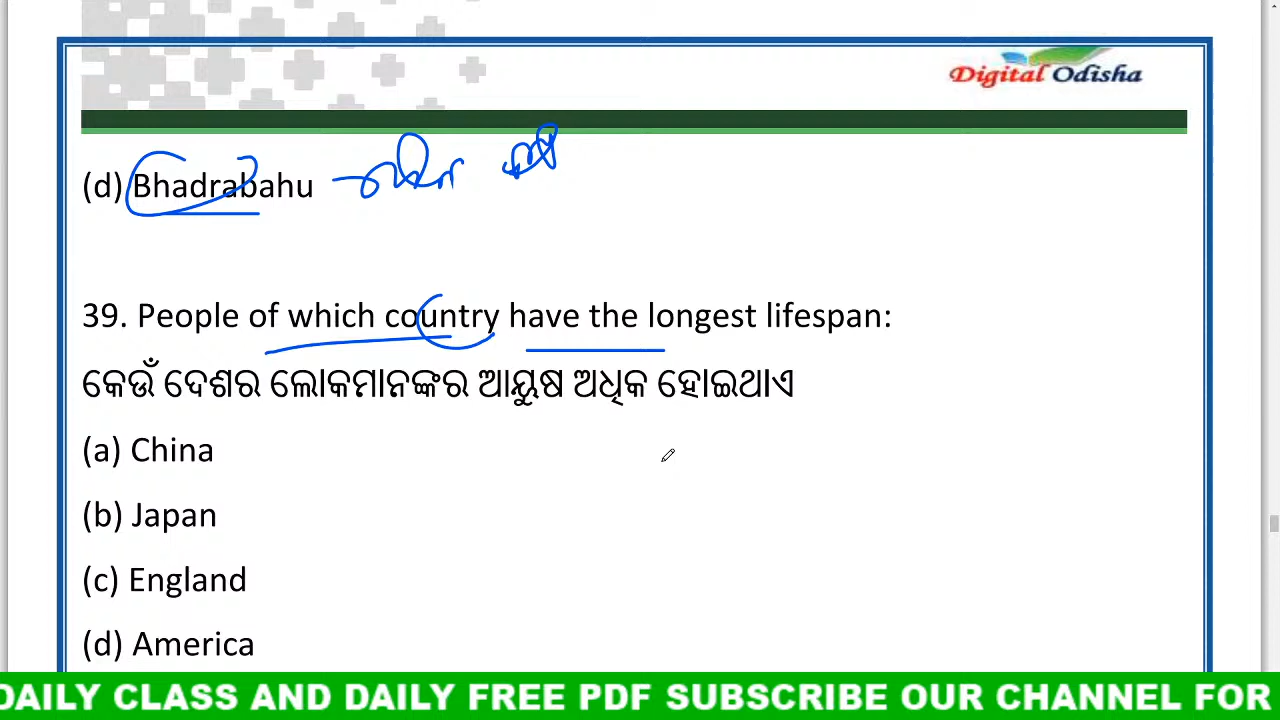 Digital Odisha
(d) Bhadrabahu
39. People of which country have the longest lifespan:
କେଉଁ ଦେଶର ଲୋକମାନଙ୍କର ଆୟୁଷ ଅଧିକ ହୋଇଥାଏ
(a) China
(b) Japan
(c) England
(d) America
DAILY CLASS AND DAILY FREE PDF SUBSCRIBE OUR CHANNEL FOR